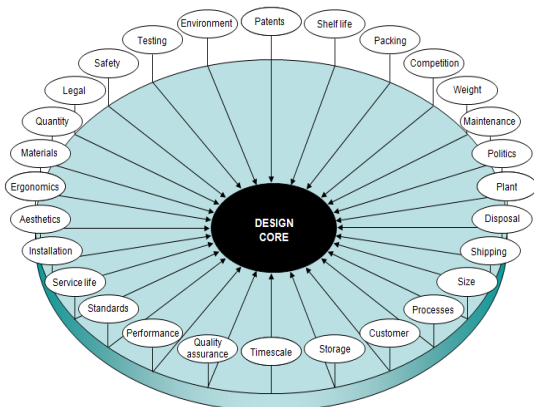 Patents
Environment
Shelf life
Testing
Packing
Safety
Competition
Legal
Weight
Quantity
Maintenance
Materials
Politics
Ergonomics
Plant
Aesthetics
Disposal
DESIGN
CORE
Installation
Shipping
Service life
Size
Standards
Processes
Performance
Customer
Quality
assurance
Timescale
Storage